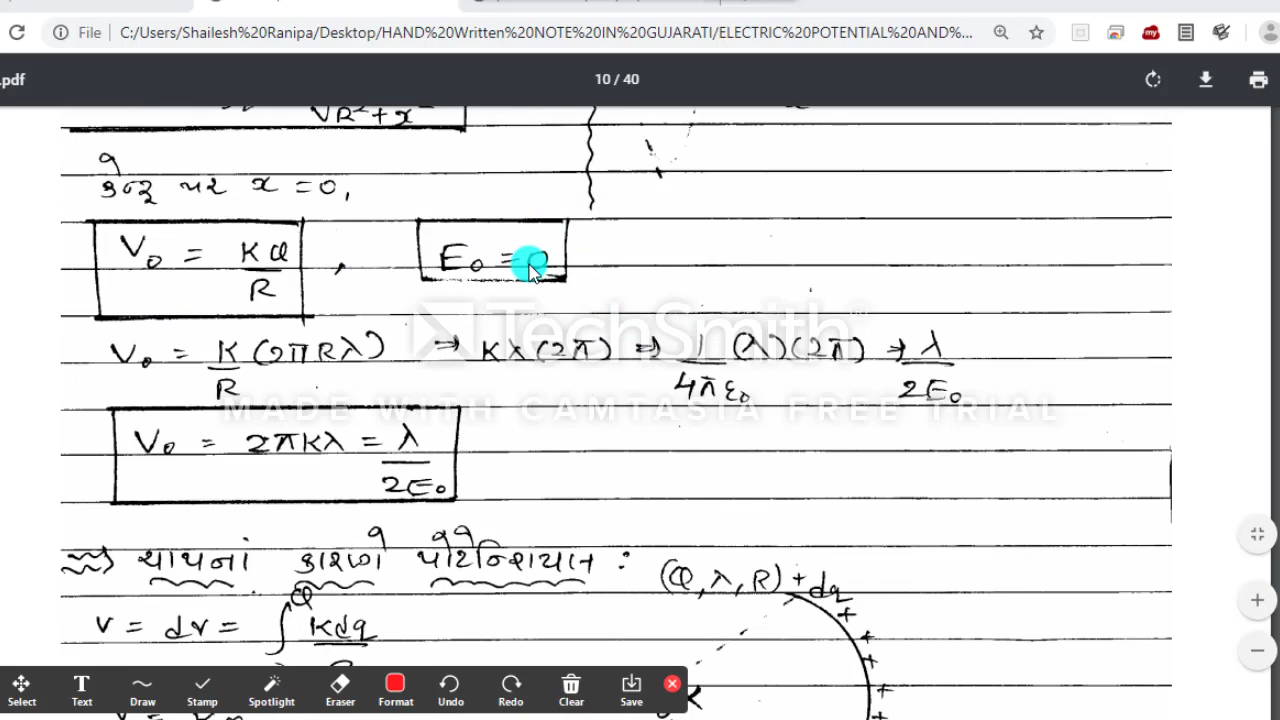 File C:/Users/Shailesh%20Ranipa/Desktop/HAND%20Written%20NOTE%20IN%20GUJARATI/ELECTRIC%20POTENTIAL%20AND%...
.pdf
10 / 40
√R²+x²
કેન્દ્ર પર x = 0,
V₀ = KQ/R , E₀ = 0
V₀ = K/R (2πRλ) → Kλ(2π) ⇒ 1/4πε₀ (λ)(2π) → λ/2ε₀
TechSmith
MADE WITH CAMTASIA FREE TRIAL
V₀ = 2πKλ = λ/2ε₀
ચાપના કારણે પોટેન્શિયલ :
(Q, λ, R) + dq
V = dV = ∫ Kdq
Select Text Draw Stamp Spotlight Eraser Format Undo Redo Clear Save